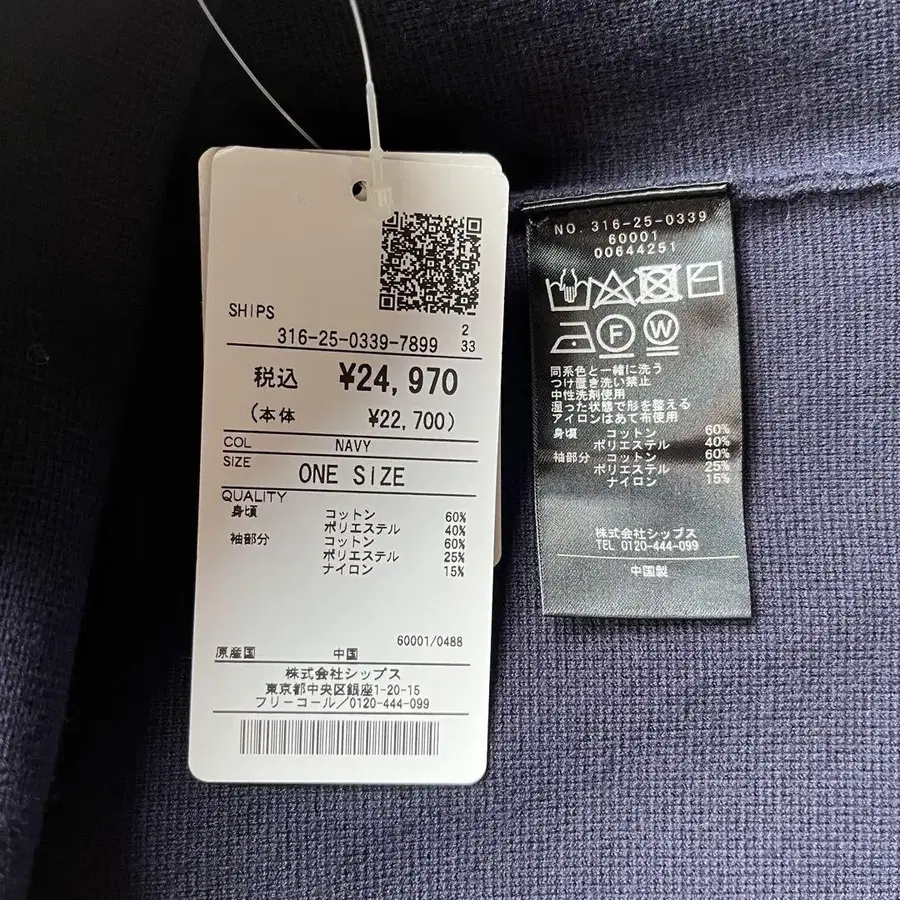 SHIPS
316-25-0339-7899
2
33
税込 ¥24,970
(本体 ¥22,700)
COL NAVY
SIZE
ONE SIZE
QUALITY
身頃 コットン 60%
ポリエステル 40%
袖部分 コットン 60%
ポリエステル 25%
ナイロン 15%
60001/0488
原産国 中国
株式会社シップス
東京都中央区銀座1-20-15
フリーコール/0120-444-099
NO. 316-25-0339
60001
00644251
F W
同系色と一緒に洗う
つけ置き洗い禁止
中性洗剤使用
湿った状態で形を整える
アイロンはあて布使用
身頃 コットン 60%
ポリエステル 40%
袖部分 コットン 60%
ポリエステル 25%
ナイロン 15%
株式会社シップス
TEL 0120-444-099
中国製